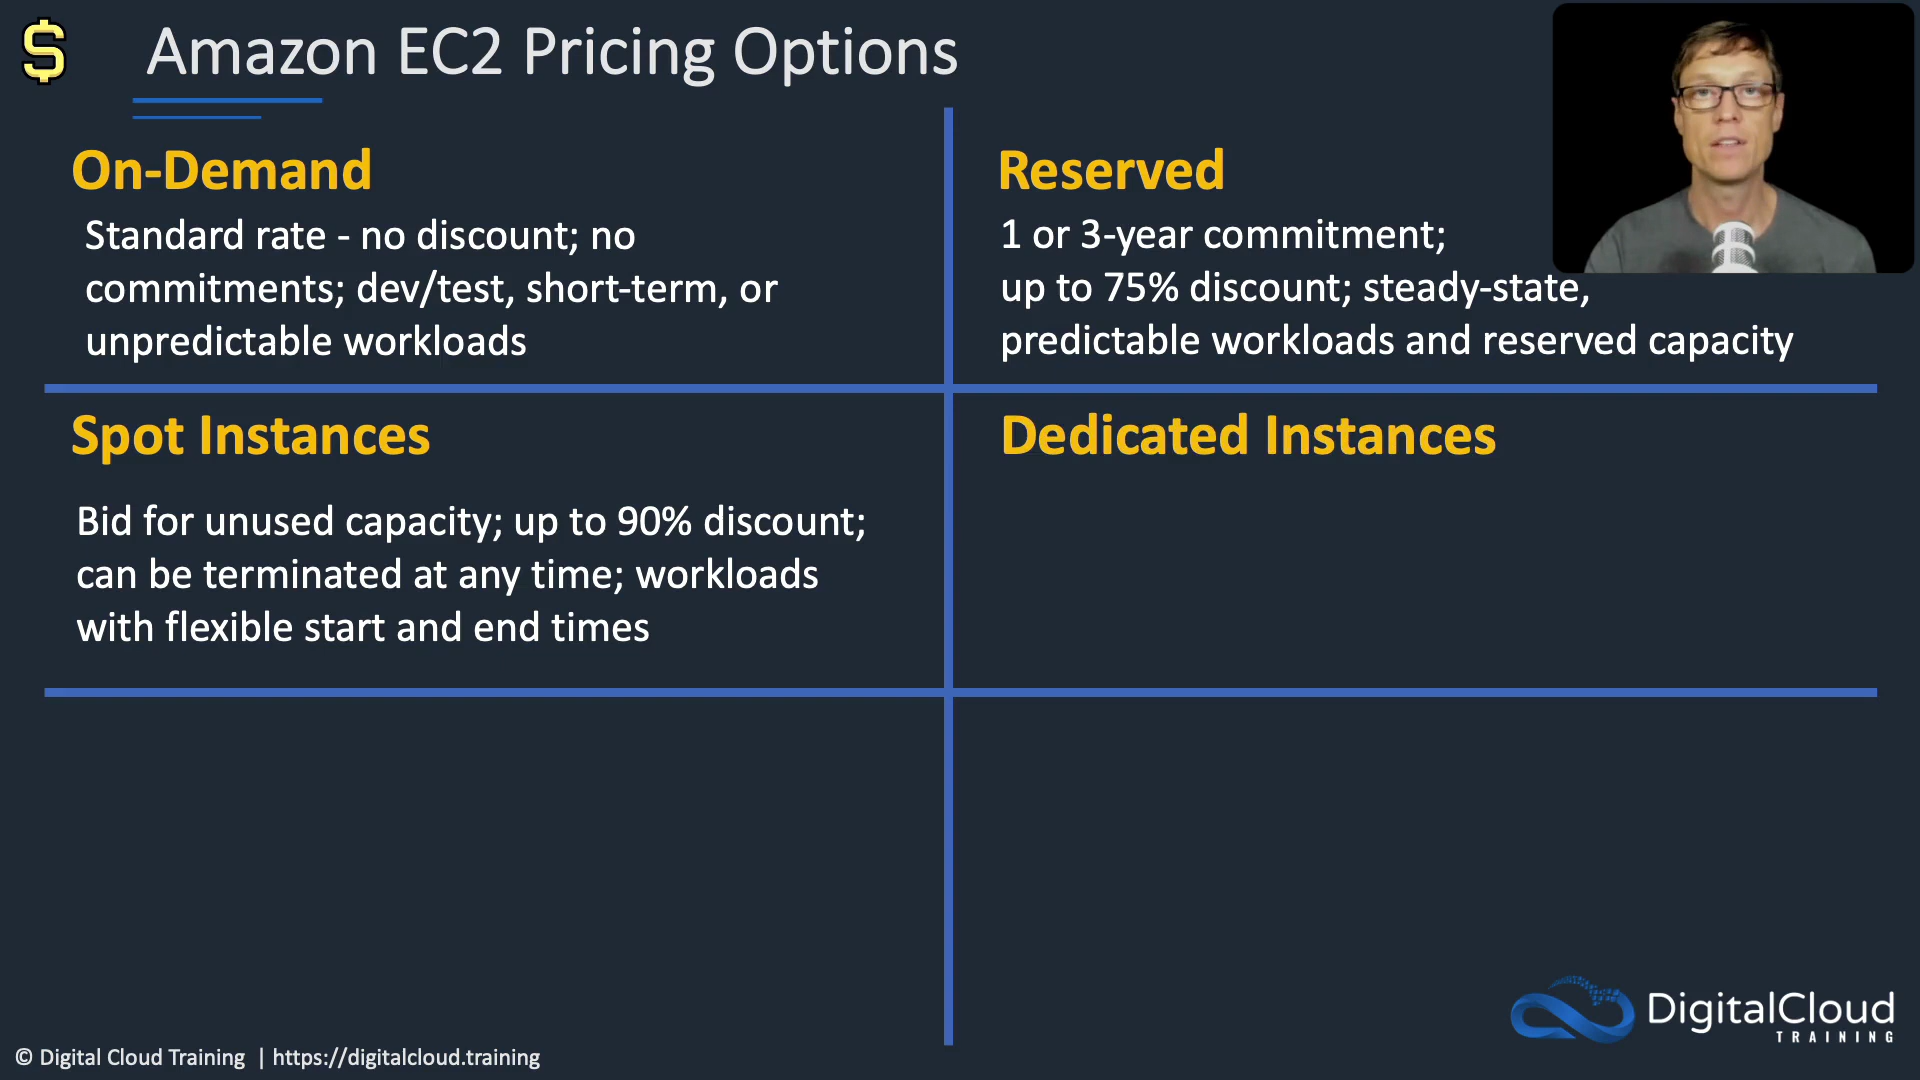 Amazon EC2 Pricing Options
On-Demand
Standard rate - no discount; no
commitments; dev/test, short-term, or
unpredictable workloads
Reserved
1 or 3-year commitment;
up to 75% discount; steady-state,
predictable workloads and reserved capacity
Spot Instances
Bid for unused capacity; up to 90% discount;
can be terminated at any time; workloads
with flexible start and end times
Dedicated Instances
DigitalCloud
TRAINING
© Digital Cloud Training | https://digitalcloud.training